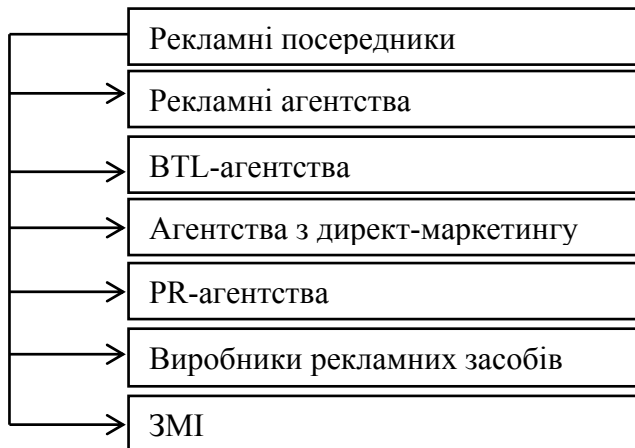 Рекламні посередники
Рекламні агентства
BTL-агентства
Агентства з директ-маркетингу
PR-агентства
Виробники рекламних засобів
ЗМІ